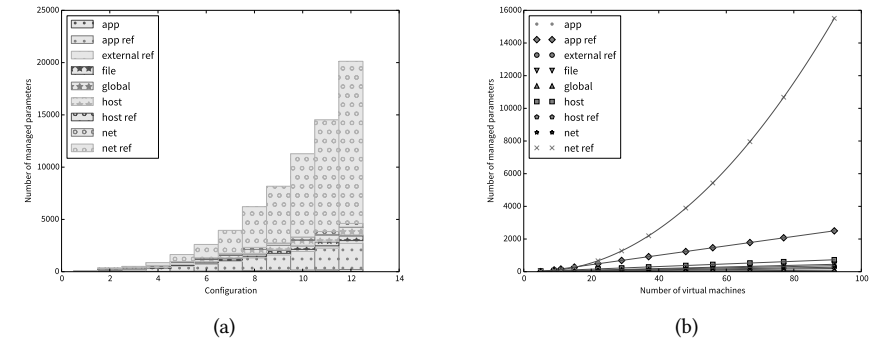 25000
20000
15000
10000
5000
0
0
2
4
6
8
10
12
14
Number of managed parameters
Configuration
app
app ref
external ref
file
global
host
host ref
net
net ref
(a)
16000
14000
12000
10000
8000
6000
4000
2000
0
0
20
40
60
80
100
Number of managed parameters
Number of virtual machines
app
app ref
external ref
file
global
host
host ref
net
net ref
(b)